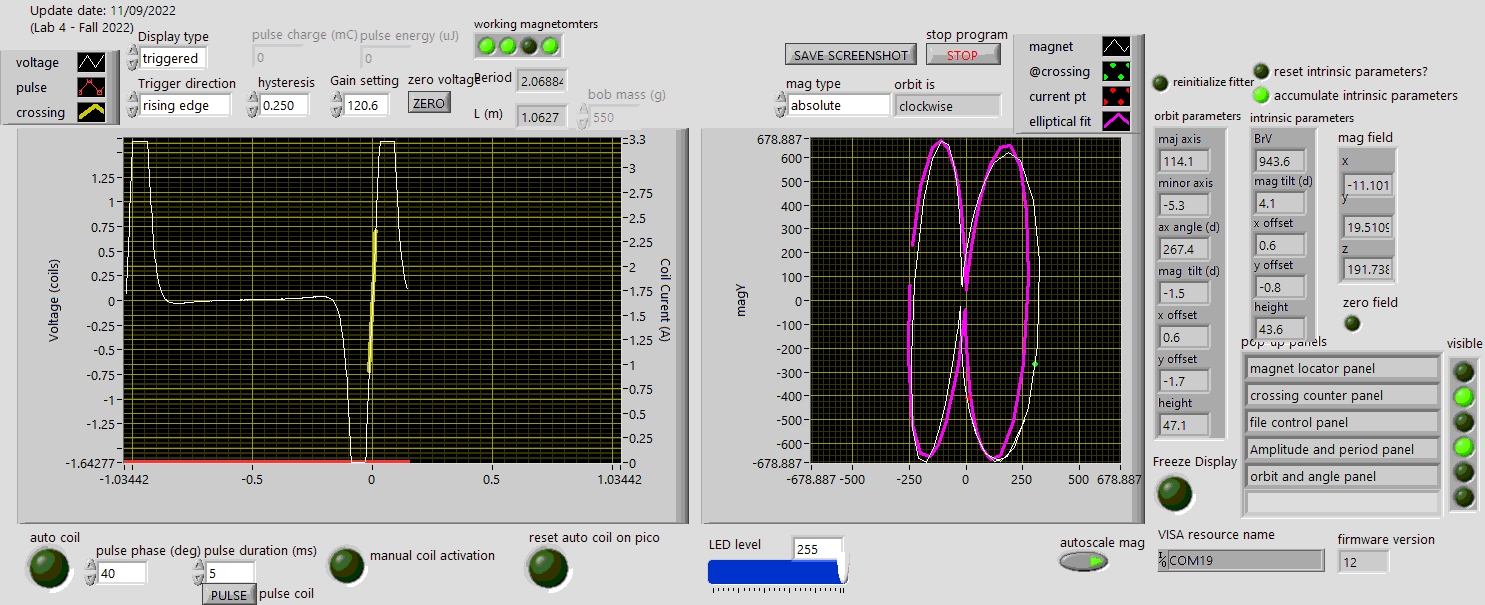 Update date: 11/09/2022
(Lab 4 - Fall 2022)
voltage
pulse
crossing
Display type
triggered
Trigger direction
rising edge
pulse charge (mC)
0
pulse energy (uJ)
0
hysteresis
0.250
Gain setting
120.6
zero voltage
ZERO
working magnetomters
Period
2.0688
L (m)
1.0627
bob mass (g)
550
SAVE SCREENSHOT
stop program
STOP
mag type
absolute
orbit is
clockwise
magnet
@crossing
current pt
elliptical fit
reinitialize fitter
reset intrinsic parameters?
accumulate intrinsic parameters
Voltage (coils)
1.25
1
0.75
0.5
0.25
0
-0.25
-0.5
-0.75
-1
-1.25
-1.64277
-1.03442
-0.5
0
0.5
1.03442
3.3
3
2.75
2.5
2.25
2
1.75
1.5
1.25
1
0.75
0.5
0.25
0
Coil Curent (A)
magY
678.887
600
500
400
300
200
100
0
-100
-200
-300
-400
-500
-600
-678.887
-678.887
-500
-250
0
250
500
678.887
orbit parameters
maj axis
114.1
minor axis
-5.3
ax angle (d)
267.4
mag tilt (d)
-1.5
x offset
0.6
y offset
-1.7
height
47.1
intrinsic parameters
BrV
943.6
mag tilt (d)
4.1
x offset
0.6
y offset
-0.8
height
43.6
mag field
x
-11.101
y
19.5109
z
191.738
zero field
pop up panels
visible
magnet locator panel
crossing counter panel
file control panel
Amplitude and period panel
orbit and angle panel
Freeze Display
auto coil
pulse phase (deg)
40
pulse duration (ms)
5
PULSE
pulse coil
manual coil activation
reset auto coil on pico
LED level
255
autoscale mag
VISA resource name
COM19
firmware version
12